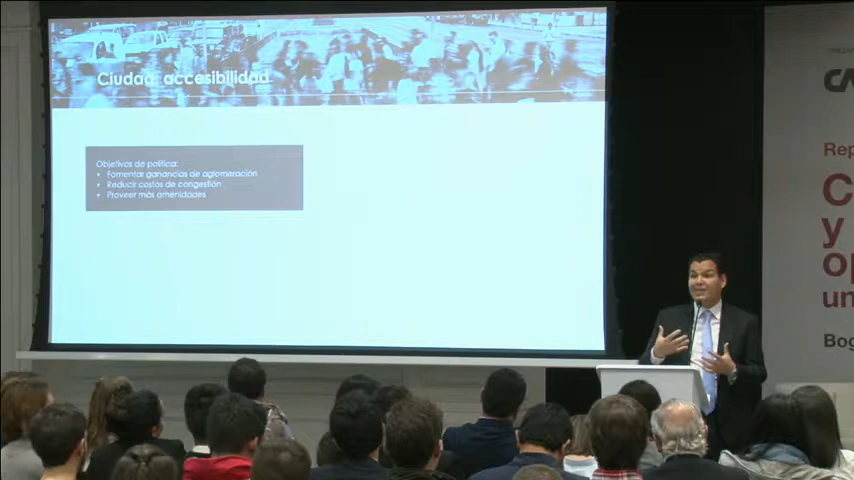 Ciudad: accesibilidad
Objetivos de política:
• Fomentar ganancias de aglomeración
• Reducir costos de congestión
• Proveer más amenidades
CA
Rep
C
y
op
un
Bog